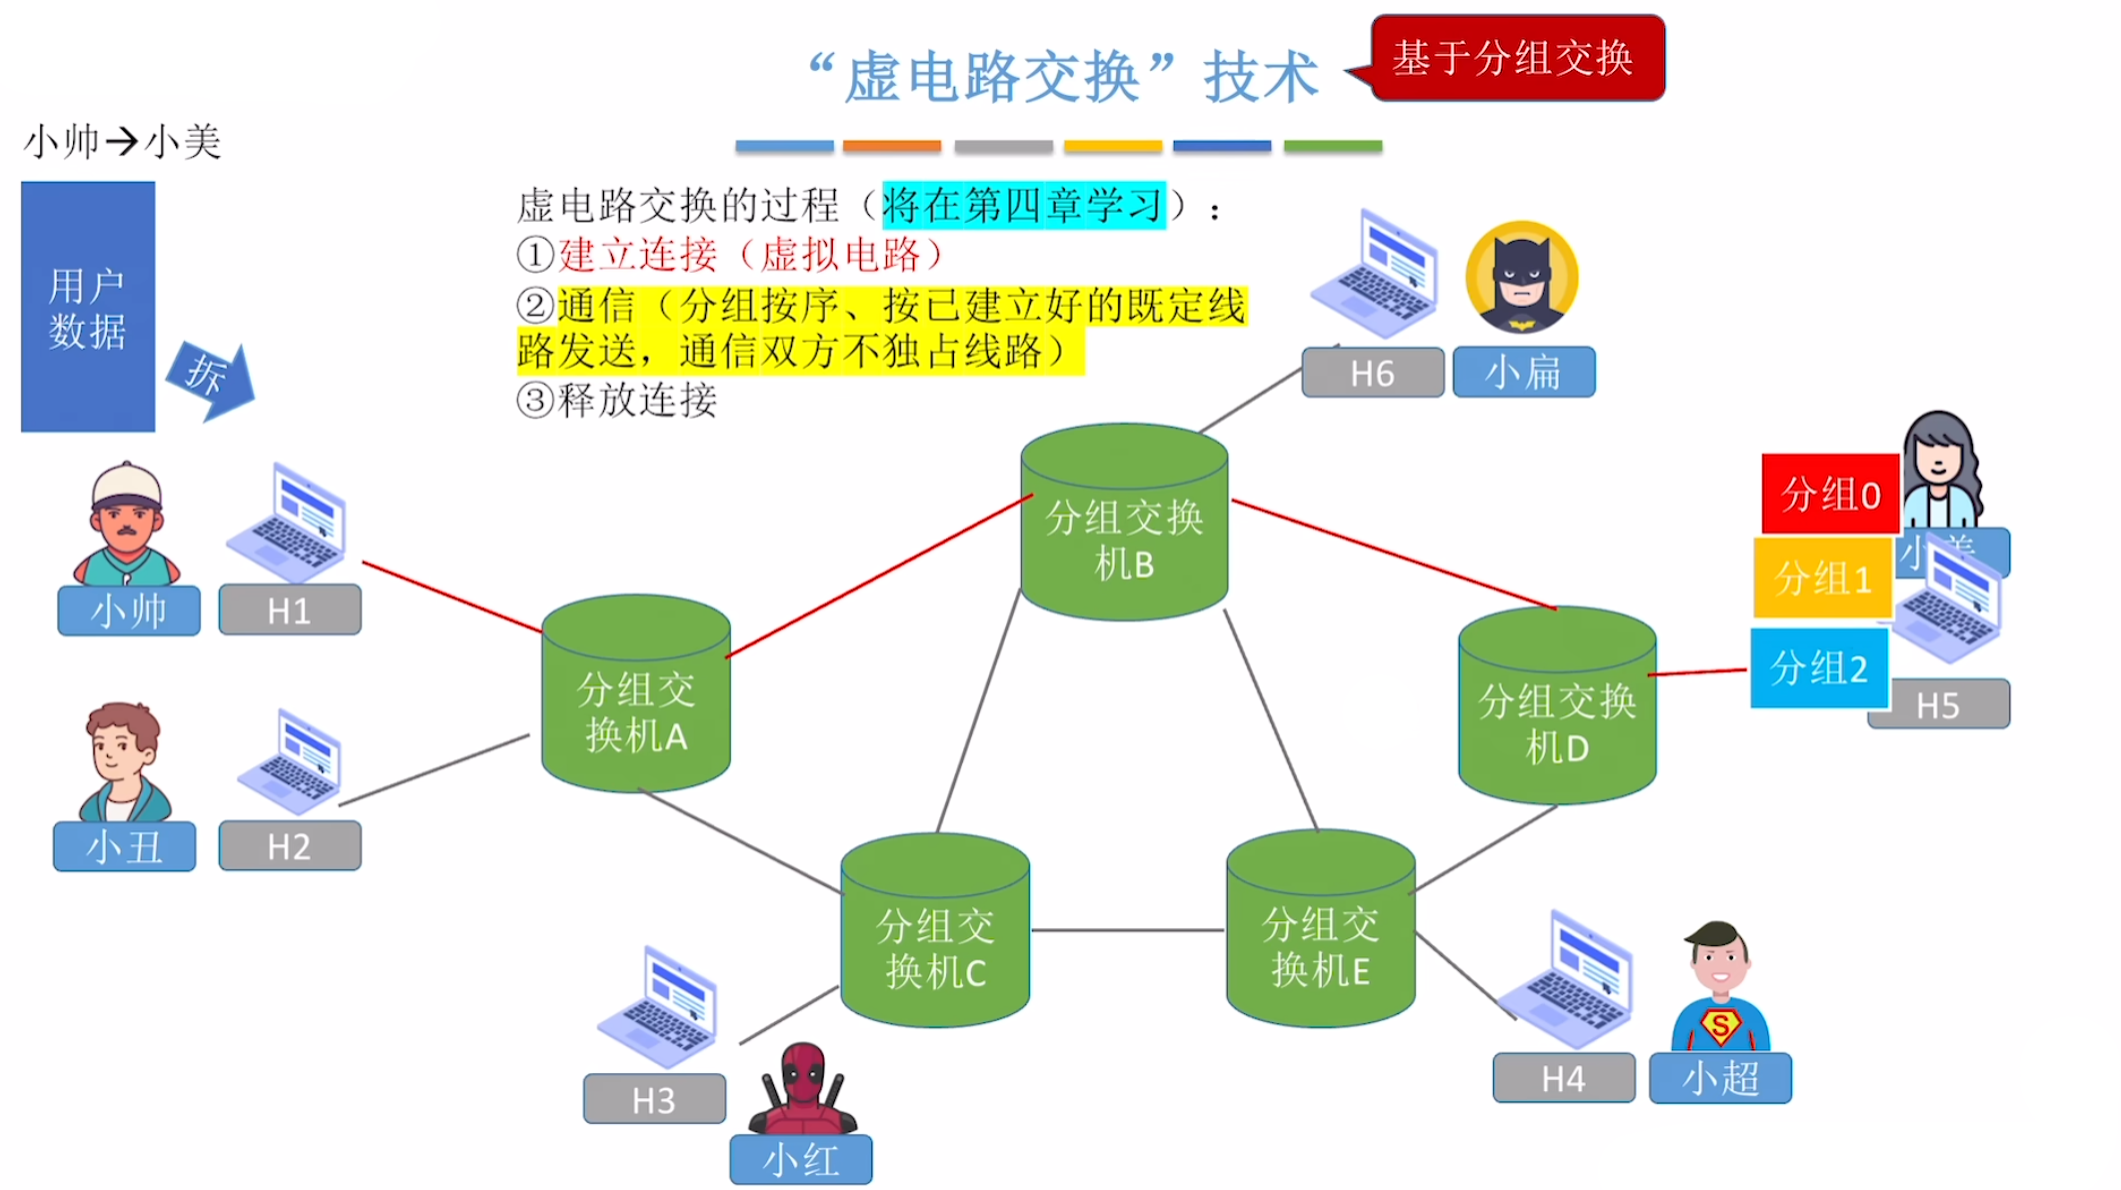 “虚电路交换”技术
基于分组交换
小帅→小美
用户
数据
拆
虚电路交换的过程（将在第四章学习）：
①建立连接（虚拟电路）
②通信（分组按序、按已建立好的既定线
路发送，通信双方不独占线路）
③释放连接
H6
小扁
分组0
小美
分组1
分组2
H5
分组交换
机B
小帅
H1
分组交
换机A
分组交换
机D
小丑
H2
分组交
换机C
分组交
换机E
H3
小红
H4
小超
S